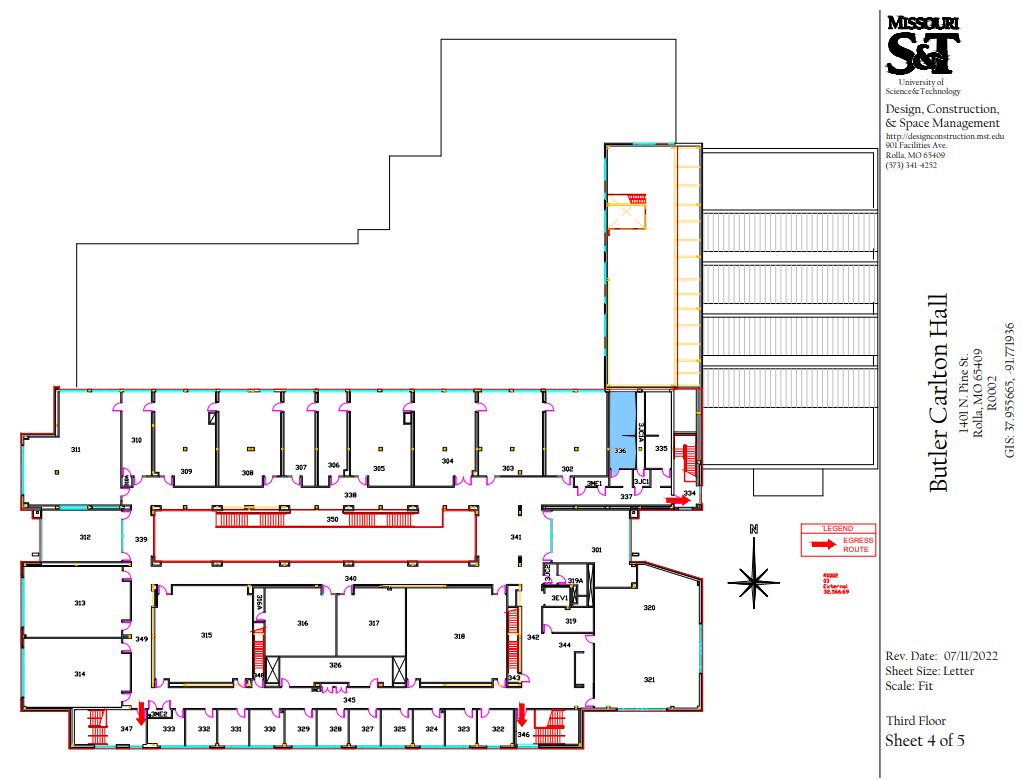 MISSOURI
S&T
University of
Science&Technology
Design, Construction,
& Space Management
http://designconstruction.mst.edu
901 Facilities Ave.
Rolla, MO 65409
(573) 341-4252
Butler Carlton Hall
1401 N. Pine St.
Rolla, MO 65409
R0002
GIS: 37.955665, -91.771936
311
310
309
308
307
306
305
304
303
302
336
3JC1A
335
3ME1
3JC1
337
334
338
350
312
339
341
301
340
3JC2
319A
3EV1
319
320
313
349
315
316A
316
317
318
342
344
314
348
326
343
321
345
3ME2
347
333
332
331
330
329
328
327
325
324
323
322
346
N
'LEGEND
EGRESS
ROUTE
R0002
03
External
32,566.69
Rev. Date: 07/11/2022
Sheet Size: Letter
Scale: Fit
Third Floor
Sheet 4 of 5